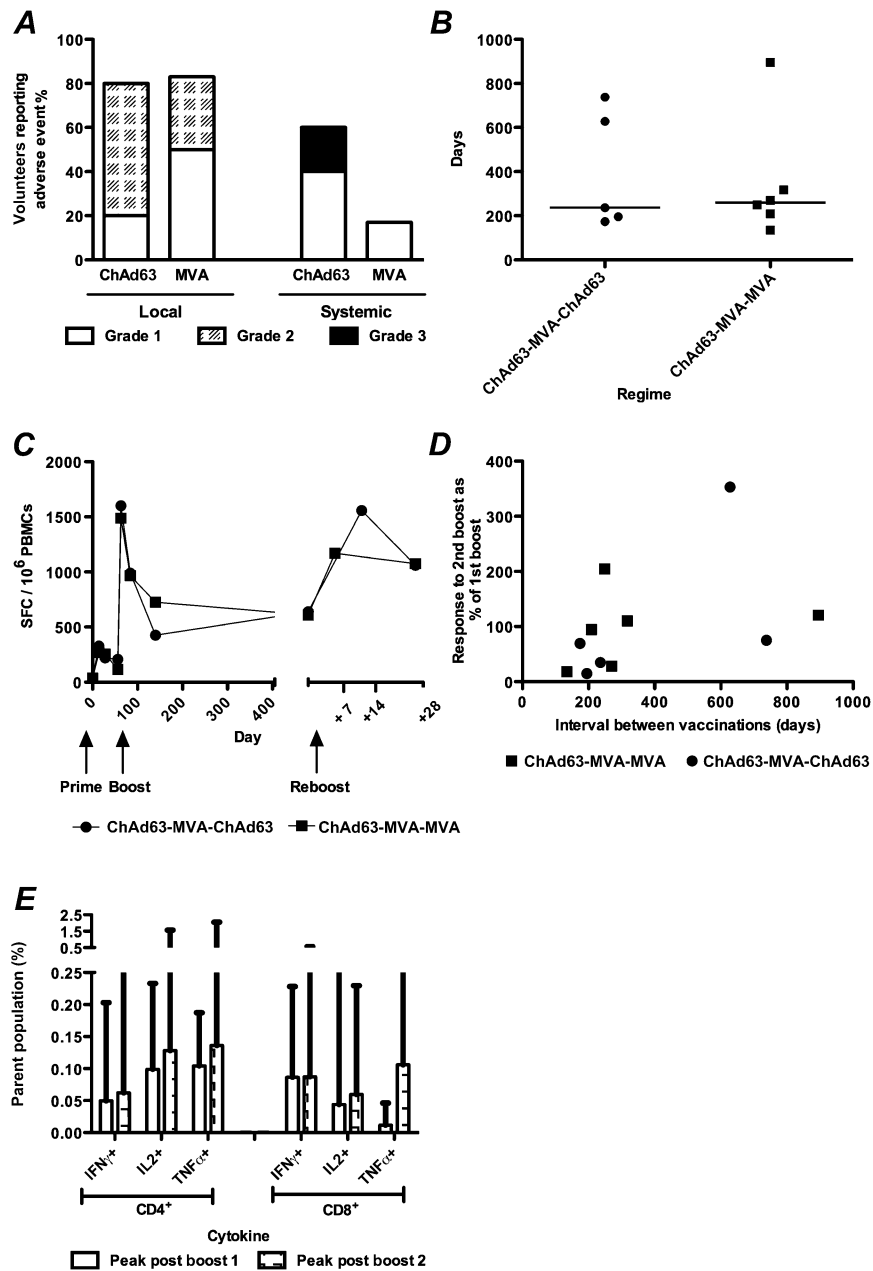 A
Volunteers reporting
adverse event %
100
80
60
40
20
0
ChAd63
MVA
ChAd63
MVA
Local
Systemic
Grade 1
Grade 2
Grade 3
B
Days
1000
800
600
400
200
0
ChAd63-MVA-ChAd63
ChAd63-MVA-MVA
Regime
C
SFC / 10⁶ PBMCs
2000
1500
1000
500
0
0
100
200
300
400
+ 7
+14
+28
Day
Prime
Boost
Reboost
ChAd63-MVA-ChAd63
ChAd63-MVA-MVA
D
Response to 2nd boost as
% of 1st boost
400
300
200
100
0
0
200
400
600
800
1000
Interval between vaccinations (days)
ChAd63-MVA-MVA
ChAd63-MVA-ChAd63
E
Parent population (%)
2.5
1.5
0.5
0.25
0.20
0.15
0.10
0.05
0.00
IFNγ+
IL2+
TNFα+
IFNγ+
IL2+
TNFα+
CD4⁺
CD8⁺
Cytokine
Peak post boost 1
Peak post boost 2